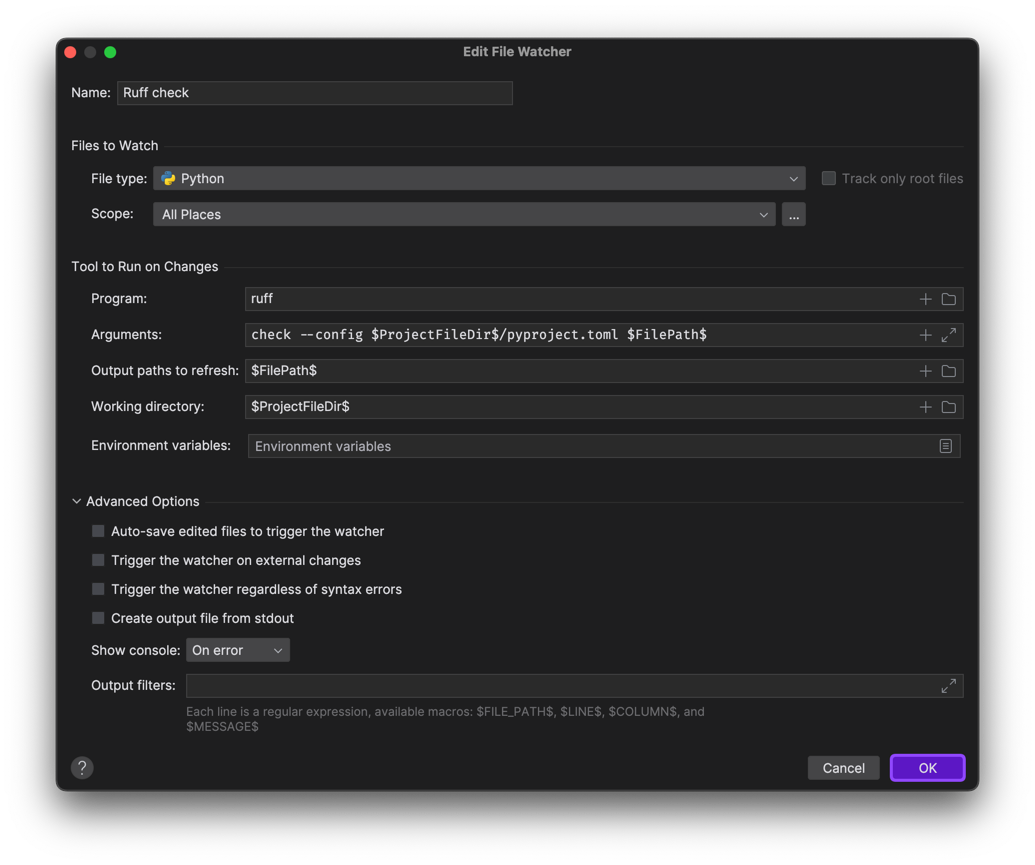 Edit File Watcher
Name: Ruff check
Files to Watch
File type: Python Track only root files
Scope: All Places ...
Tool to Run on Changes
Program: ruff
Arguments: check --config $ProjectFileDir$/pyproject.toml $FilePath$
Output paths to refresh: $FilePath$
Working directory: $ProjectFileDir$
Environment variables: Environment variables
Advanced Options
Auto-save edited files to trigger the watcher
Trigger the watcher on external changes
Trigger the watcher regardless of syntax errors
Create output file from stdout
Show console: On error
Output filters:
Each line is a regular expression, available macros: $FILE_PATH$, $LINE$, $COLUMN$, and
$MESSAGE$
? Cancel OK